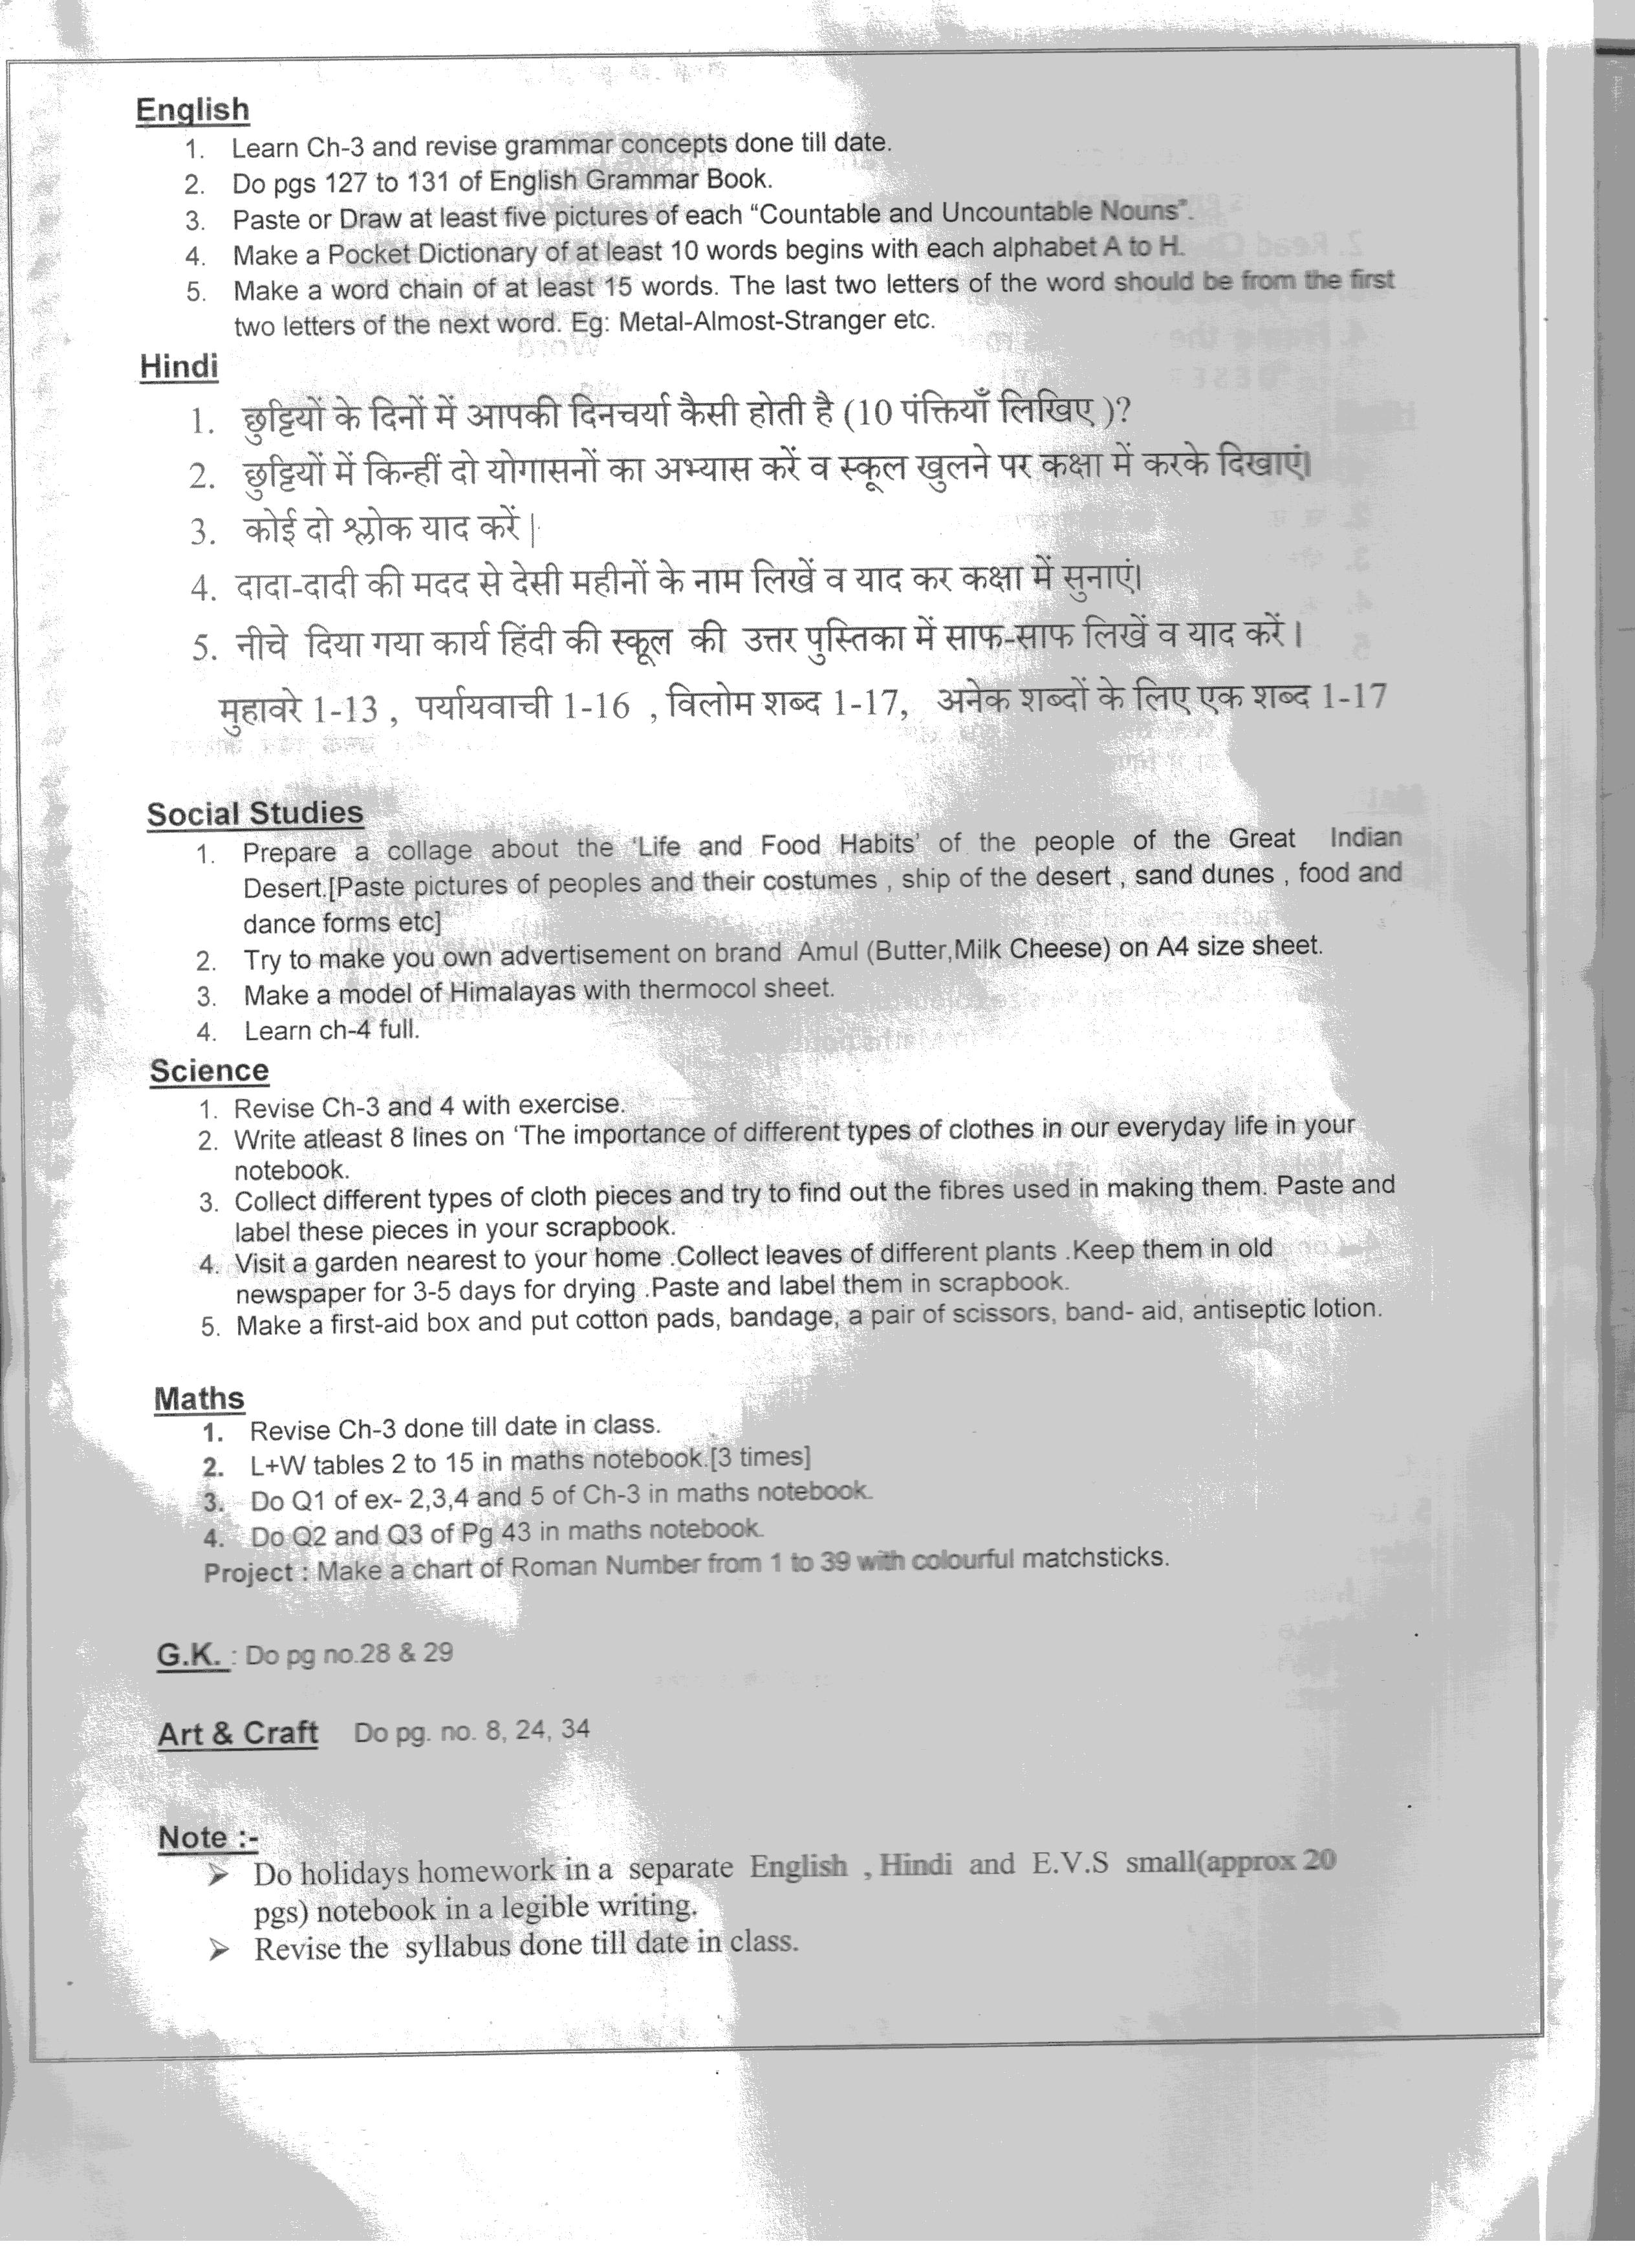 English
1. Learn Ch-3 and revise grammar concepts done till date.
2. Do pgs 127 to 131 of English Grammar Book.
3. Paste or Draw at least five pictures of each “Countable and Uncountable Nouns”.
4. Make a Pocket Dictionary of at least 10 words begins with each alphabet A to H.
5. Make a word chain of at least 15 words. The last two letters of the word should be from the first
two letters of the next word. Eg: Metal-Almost-Stranger etc.
Hindi
1. छुट्टियों के दिनों में आपकी दिनचर्या कैसी होती है (10 पंक्तियाँ लिखिए )?
2. छुट्टियों में किन्हीं दो योगासनों का अभ्यास करें व स्कूल खुलने पर कक्षा में करके दिखाएं।
3. कोई दो श्लोक याद करें |
4. दादा-दादी की मदद से देसी महीनों के नाम लिखें व याद कर कक्षा में सुनाएं।
5. नीचे दिया गया कार्य हिंदी की स्कूल की उत्तर पुस्तिका में साफ-साफ लिखें व याद करें ।
मुहावरे 1-13 , पर्यायवाची 1-16 , विलोम शब्द 1-17, अनेक शब्दों के लिए एक शब्द 1-17
Social Studies
1. Prepare a collage about the ‘Life and Food Habits’ of the people of the Great Indian
Desert.[Paste pictures of peoples and their costumes , ship of the desert , sand dunes , food and
dance forms etc]
2. Try to make you own advertisement on brand Amul (Butter,Milk Cheese) on A4 size sheet.
3. Make a model of Himalayas with thermocol sheet.
4. Learn ch-4 full.
Science
1. Revise Ch-3 and 4 with exercise.
2. Write atleast 8 lines on ‘The importance of different types of clothes in our everyday life in your
notebook.
3. Collect different types of cloth pieces and try to find out the fibres used in making them. Paste and
label these pieces in your scrapbook.
4. Visit a garden nearest to your home .Collect leaves of different plants .Keep them in old
newspaper for 3-5 days for drying .Paste and label them in scrapbook.
5. Make a first-aid box and put cotton pads, bandage, a pair of scissors, band- aid, antiseptic lotion.
Maths
1. Revise Ch-3 done till date in class.
2. L+W tables 2 to 15 in maths notebook.[3 times]
3. Do Q1 of ex- 2,3,4 and 5 of Ch-3 in maths notebook.
4. Do Q2 and Q3 of Pg 43 in maths notebook.
Project : Make a chart of Roman Number from 1 to 39 with colourful matchsticks.
G.K. : Do pg no.28 & 29
Art & Craft Do pg. no. 8, 24, 34
Note :-
➢ Do holidays homework in a separate English , Hindi and E.V.S small(approx 20
pgs) notebook in a legible writing.
➢ Revise the syllabus done till date in class.